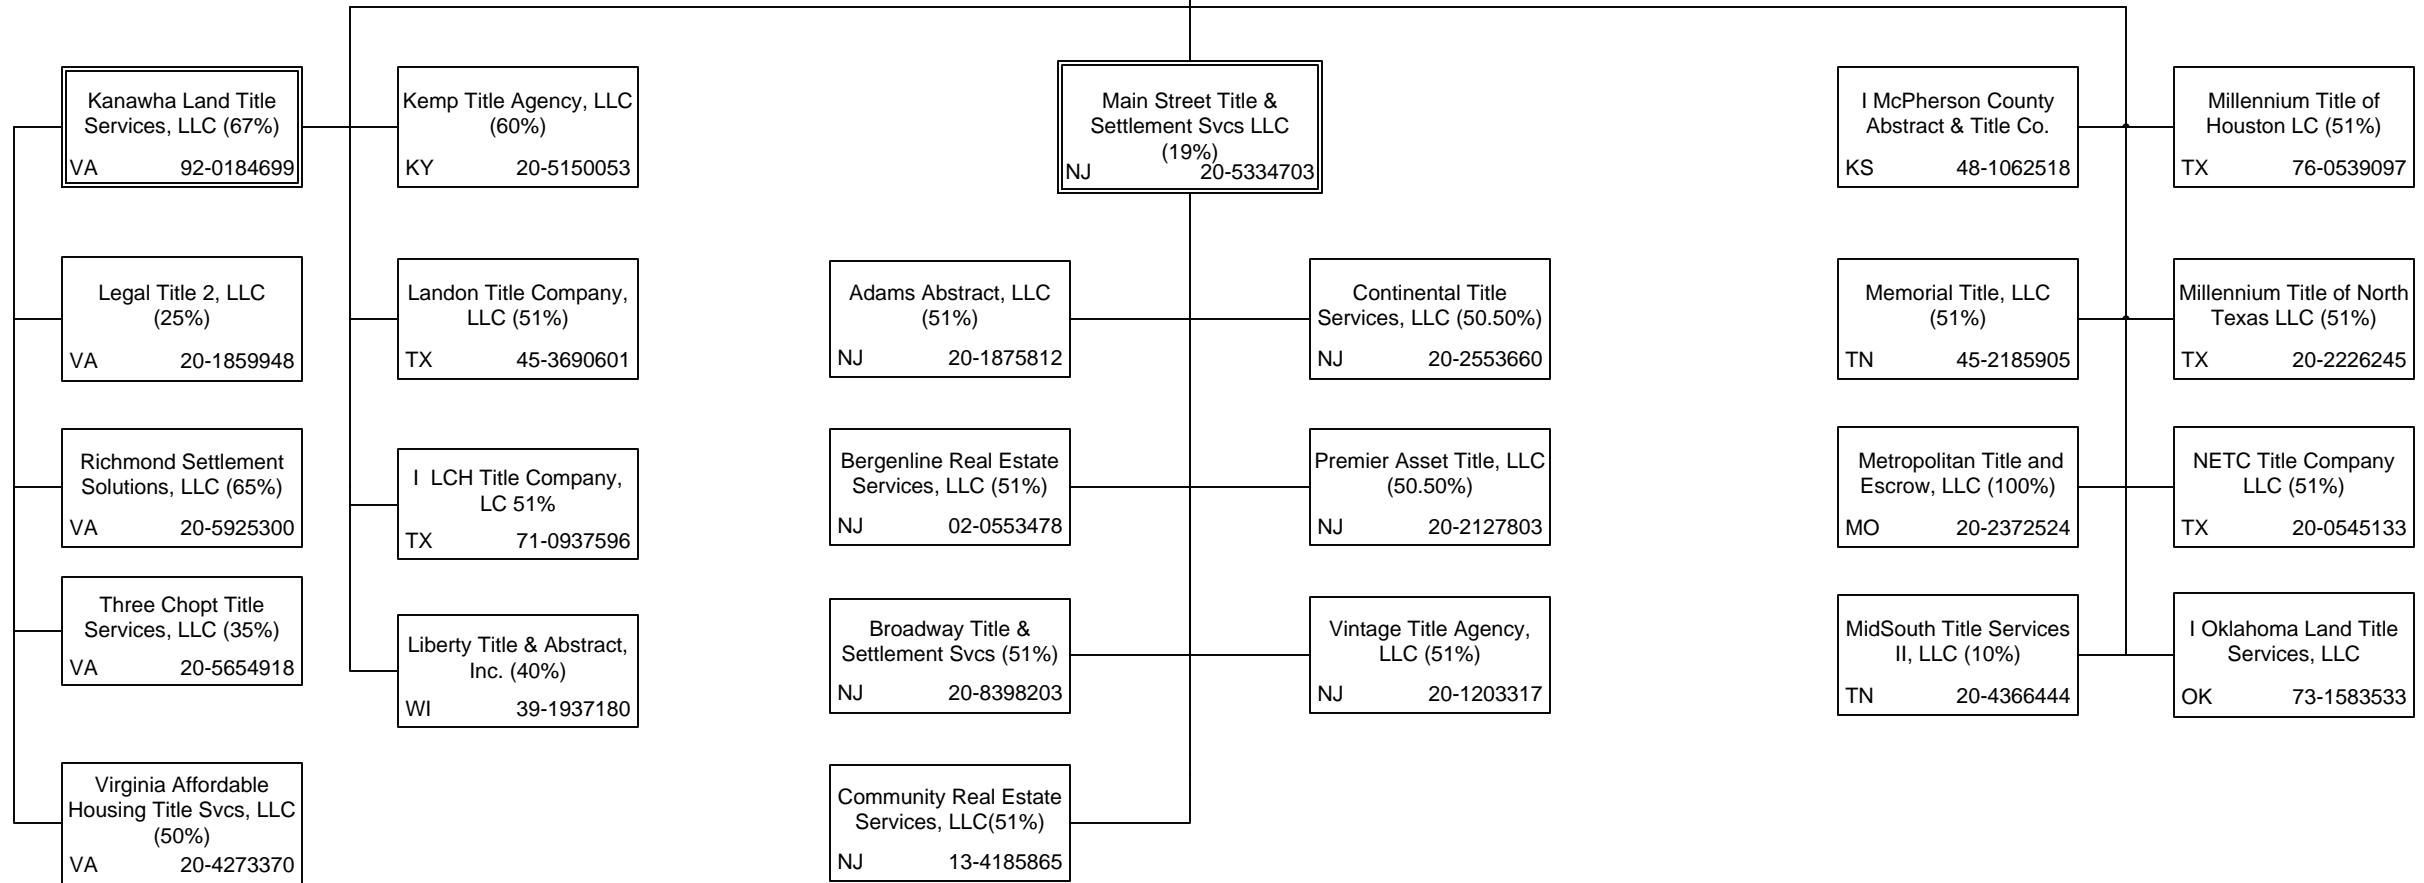 Kanawha Land Title
Services, LLC (67%)
VA 92-0184699
Legal Title 2, LLC
(25%)
VA 20-1859948
Richmond Settlement
Solutions, LLC (65%)
VA 20-5925300
Three Chopt Title
Services, LLC (35%)
VA 20-5654918
Virginia Affordable
Housing Title Svcs, LLC
(50%)
VA 20-4273370
Kemp Title Agency, LLC
(60%)
KY 20-5150053
Landon Title Company,
LLC (51%)
TX 45-3690601
I LCH Title Company,
LC 51%
TX 71-0937596
Liberty Title & Abstract,
Inc. (40%)
WI 39-1937180
Main Street Title &
Settlement Svcs LLC
(19%)
NJ 20-5334703
Adams Abstract, LLC
(51%)
NJ 20-1875812
Bergenline Real Estate
Services, LLC (51%)
NJ 02-0553478
Broadway Title &
Settlement Svcs (51%)
NJ 20-8398203
Community Real Estate
Services, LLC(51%)
NJ 13-4185865
Continental Title
Services, LLC (50.50%)
NJ 20-2553660
Premier Asset Title, LLC
(50.50%)
NJ 20-2127803
Vintage Title Agency,
LLC (51%)
NJ 20-1203317
I McPherson County
Abstract & Title Co.
KS 48-1062518
Memorial Title, LLC
(51%)
TN 45-2185905
Metropolitan Title and
Escrow, LLC (100%)
MO 20-2372524
MidSouth Title Services
II, LLC (10%)
TN 20-4366444
Millennium Title of
Houston LC (51%)
TX 76-0539097
Millennium Title of North
Texas LLC (51%)
TX 20-2226245
NETC Title Company
LLC (51%)
TX 20-0545133
I Oklahoma Land Title
Services, LLC
OK 73-1583533